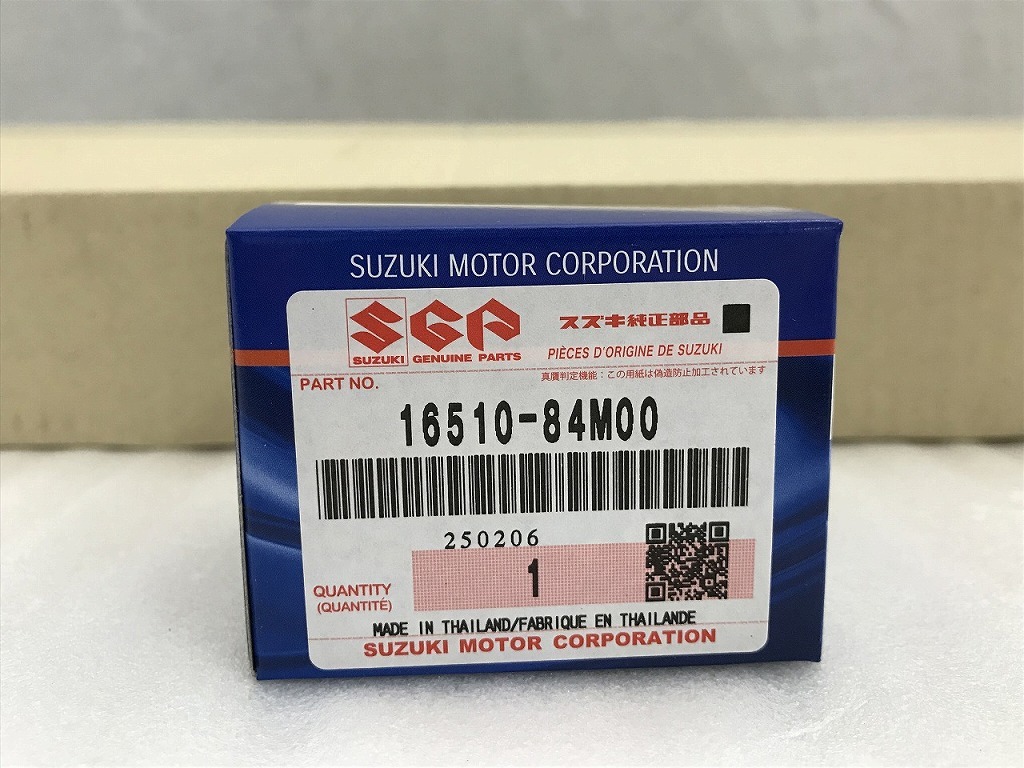 SUZUKI MOTOR CORPORATION
SGP
スズキ純正部品
SUZUKI GENUINE PARTS
PIÈCES D'ORIGINE DE SUZUKI
PART NO.
真贋判定機能：この用紙は偽造防止加工されています
16510-84M00
250206
1
QUANTITY
(QUANTITÉ)
MADE IN THAILAND/FABRIQUE EN THAILANDE
SUZUKI MOTOR CORPORATION